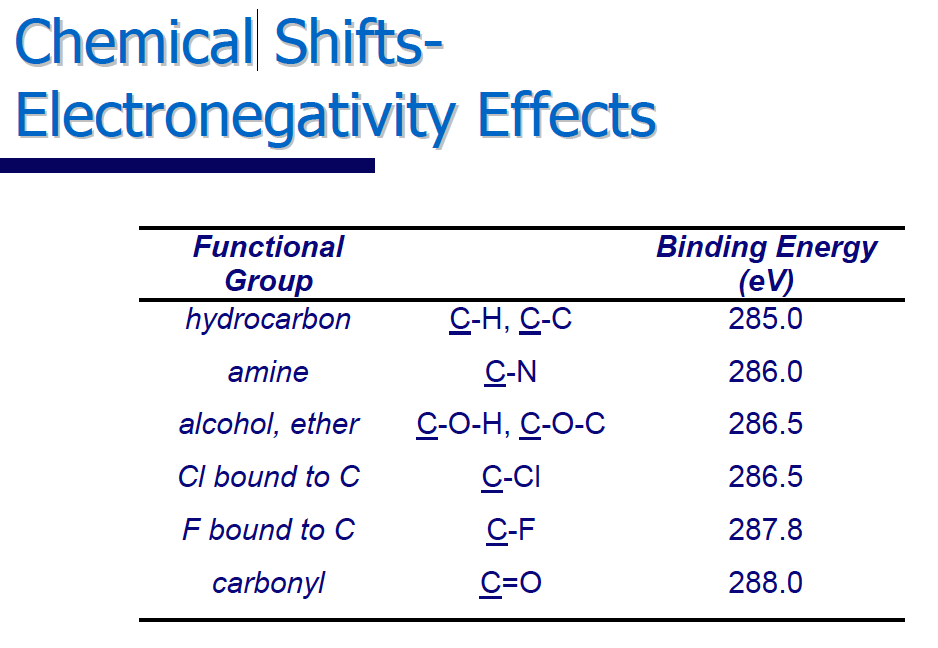 Chemical Shifts-
Electronegativity Effects
Functional Group Binding Energy (eV)
hydrocarbon C-H, C-C 285.0
amine C-N 286.0
alcohol, ether C-O-H, C-O-C 286.5
Cl bound to C C-Cl 286.5
F bound to C C-F 287.8
carbonyl C=O 288.0